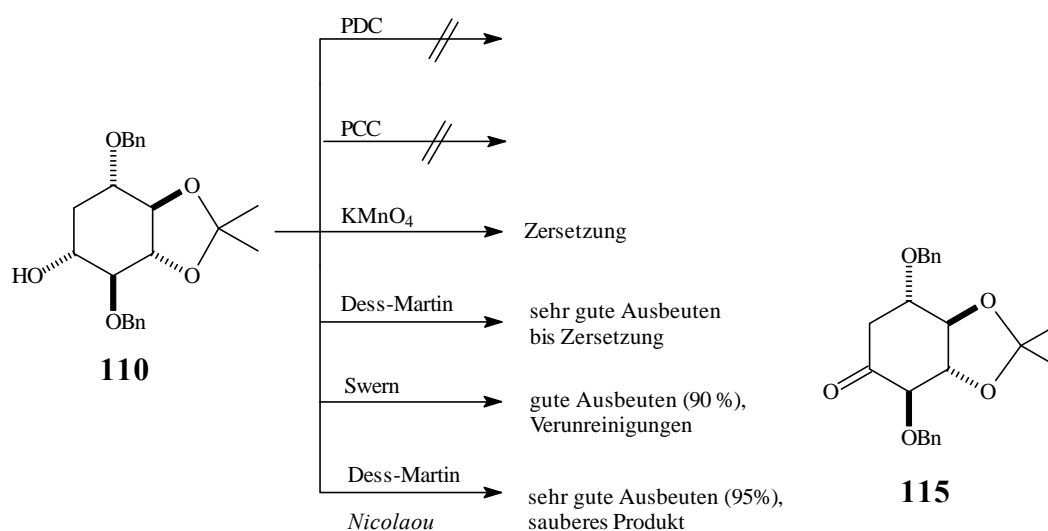 PDC
OBn
O
PCC
O
HO
OBn
110
KMnO4
Zersetzung
Dess-Martin
sehr gute Ausbeuten
bis Zersetzung
Swern
gute Ausbeuten (90 %),
Verunreinigungen
Dess-Martin
Nicolaou
sehr gute Ausbeuten (95%),
sauberes Produkt
OBn
O
O
O
OBn
115